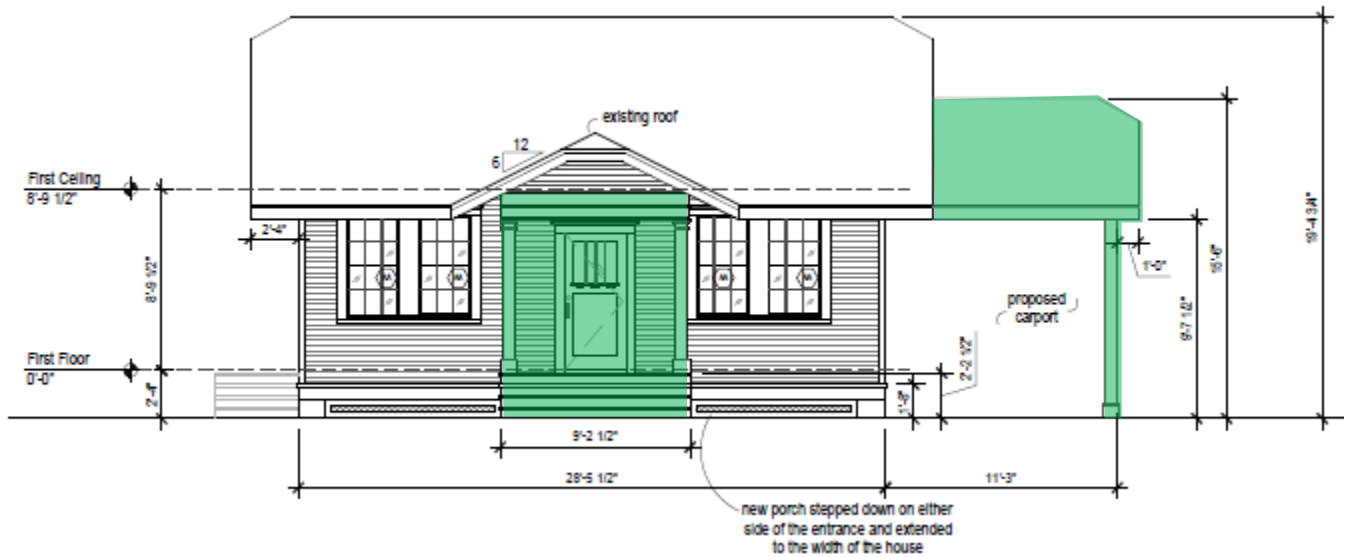 existing roof
12
6
First Ceiling
8'-9 1/2"
2'-4"
8'-9 1/2"
First Floor
0'-0"
2'-4"
1'-0"
proposed
carport
15'-6"
19'-4 3/4"
9'-7 1/2"
2'-2 1/2"
1'-8"
9'-2 1/2"
28'-5 1/2"
11'-3"
new porch stepped down on either
side of the entrance and extended
to the width of the house